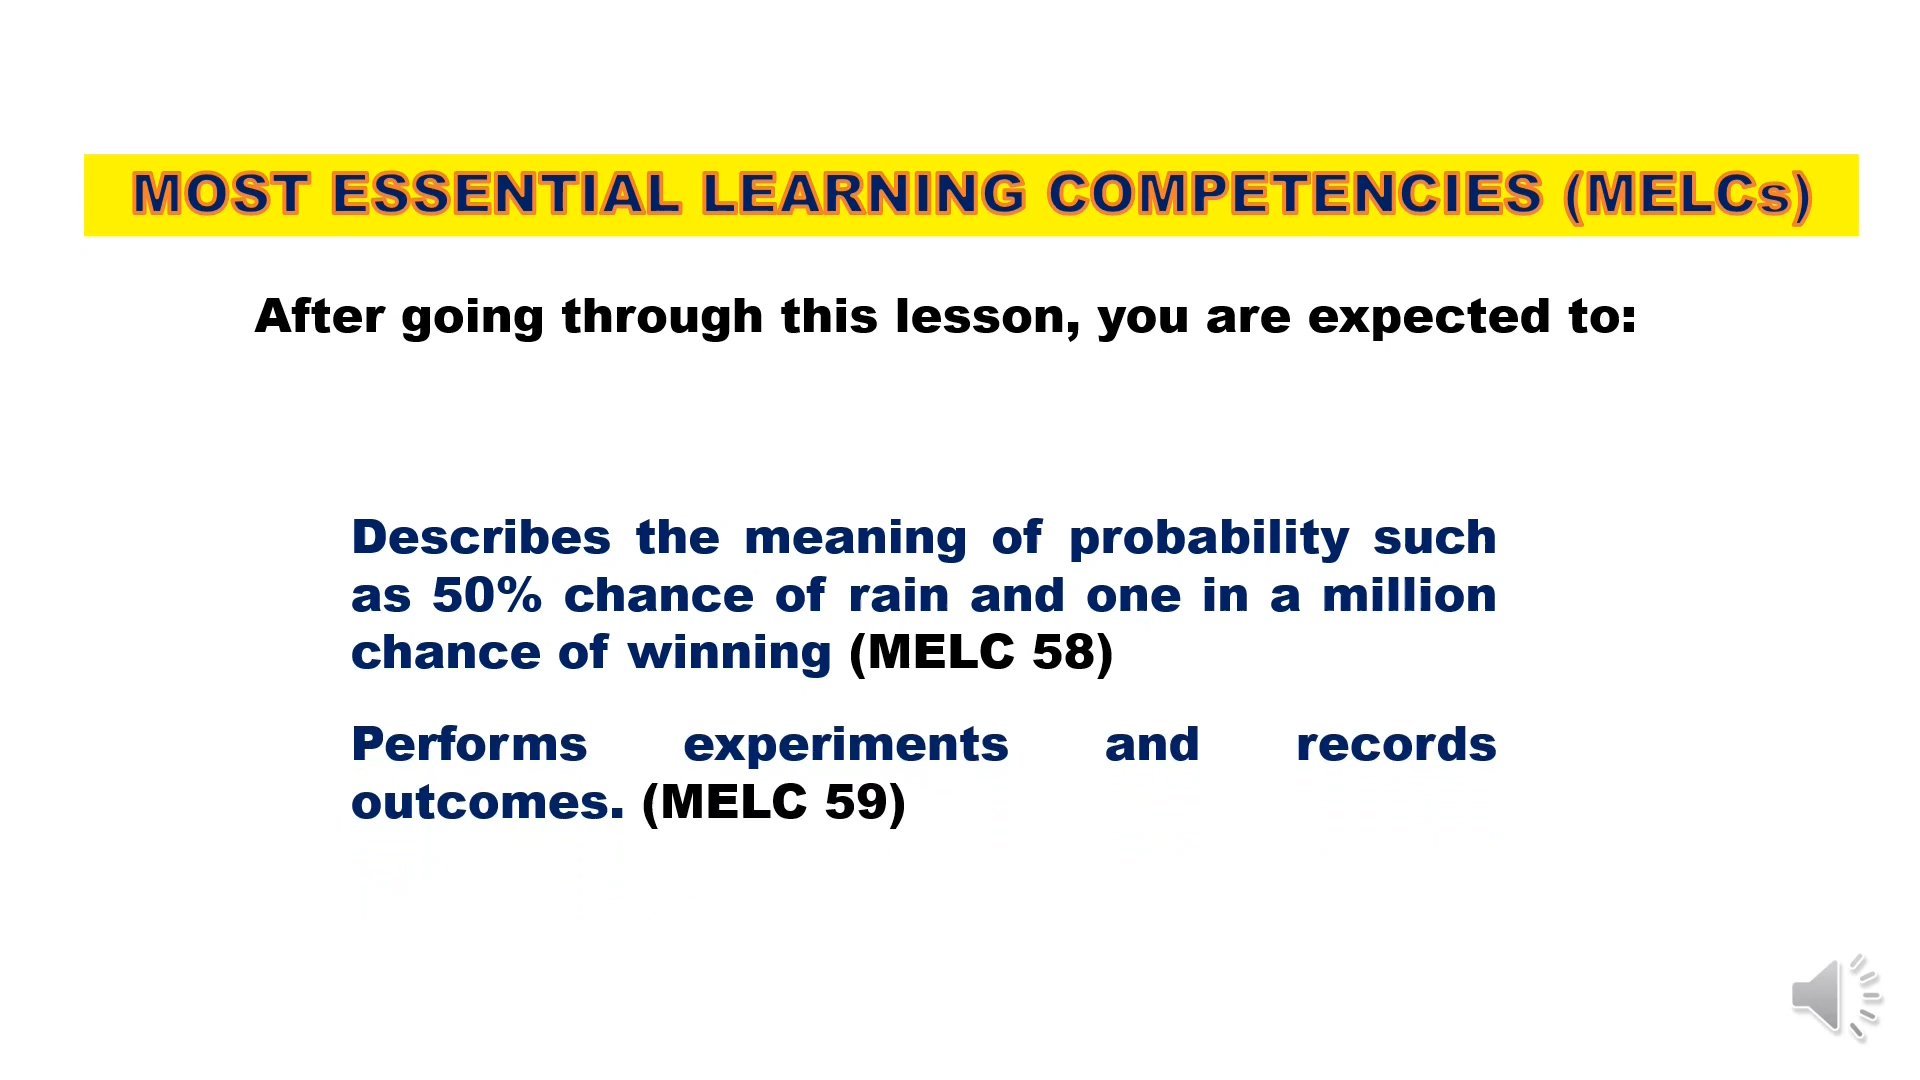 MOST ESSENTIAL LEARNING COMPETENCIES (MELCs)
After going through this lesson, you are expected to:
Describes the meaning of probability such
as 50% chance of rain and one in a million
chance of winning (MELC 58)
Performs experiments and records
outcomes. (MELC 59)